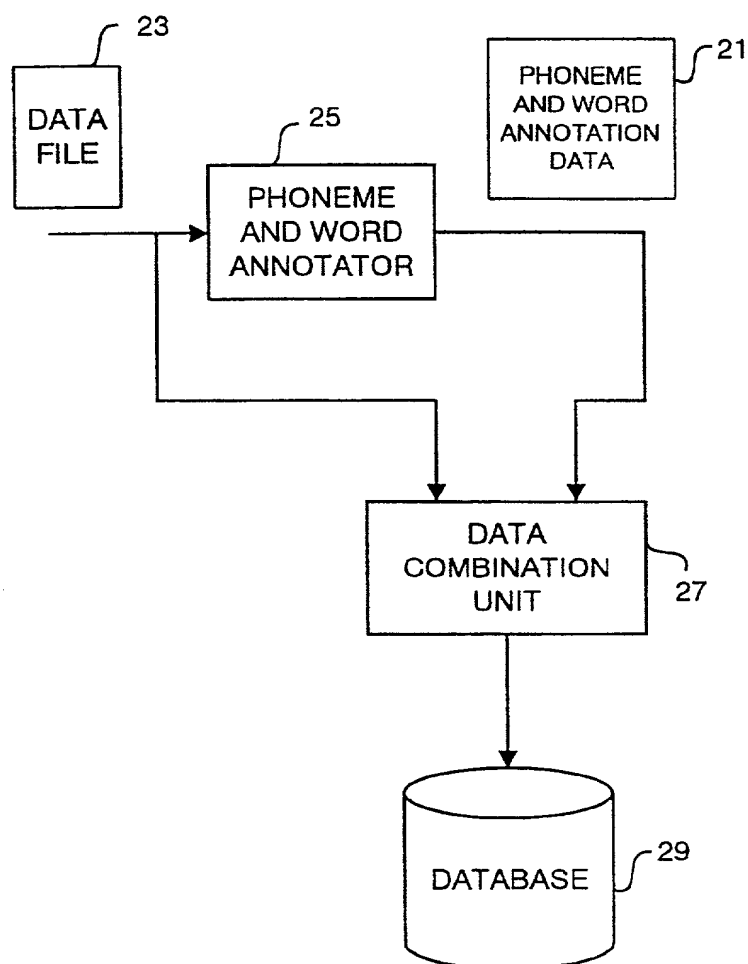 23
DATA
FILE
25
PHONEME
AND WORD
ANNOTATOR
21
PHONEME
AND WORD
ANNOTATION
DATA
DATA
COMBINATION
UNIT
27
DATABASE
29